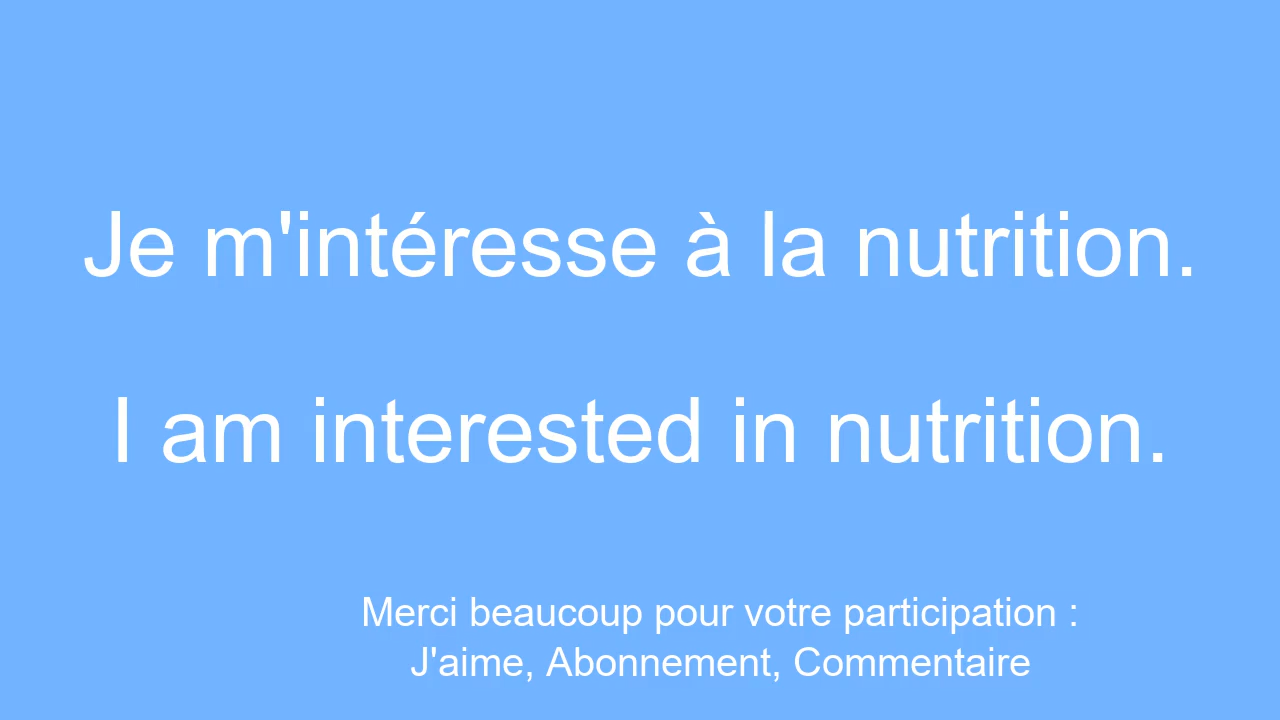 Je m'intéresse à la nutrition.
I am interested in nutrition.
Merci beaucoup pour votre participation :
J'aime, Abonnement, Commentaire